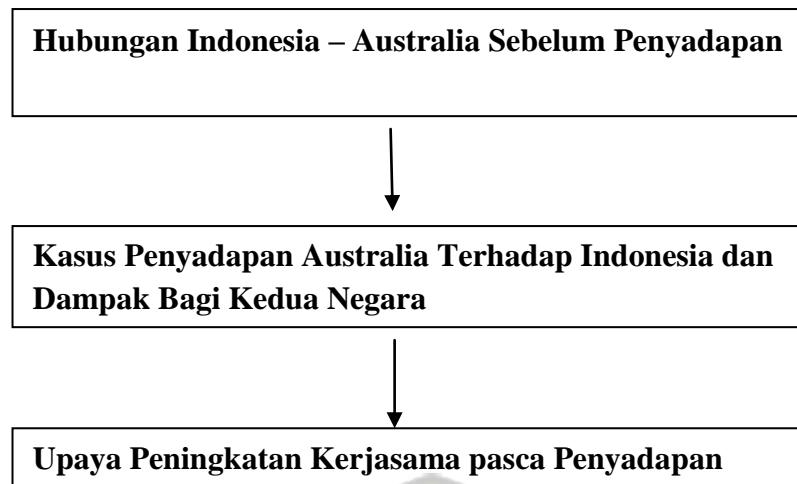 Hubungan Indonesia – Australia Sebelum Penyadapan
Kasus Penyadapan Australia Terhadap Indonesia dan
Dampak Bagi Kedua Negara
Upaya Peningkatan Kerjasama pasca Penyadapan